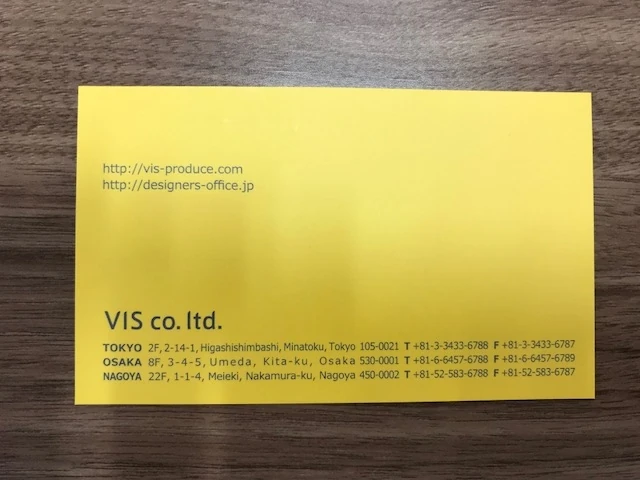 http://vis-produce.com
http://designers-office.jp
VIS co. ltd.
TOKYO 2F, 2-14-1, Higashishimbashi, Minatoku, Tokyo 105-0021 T +81-3-3433-6788 F +81-3-3433-6787
OSAKA 8F, 3-4-5, Umeda, Kita-ku, Osaka 530-0001 T +81-6-6457-6788 F +81-6-6457-6789
NAGOYA 22F, 1-1-4, Meieki, Nakamura-ku, Nagoya 450-0002 T +81-52-583-6788 F +81-52-583-6787